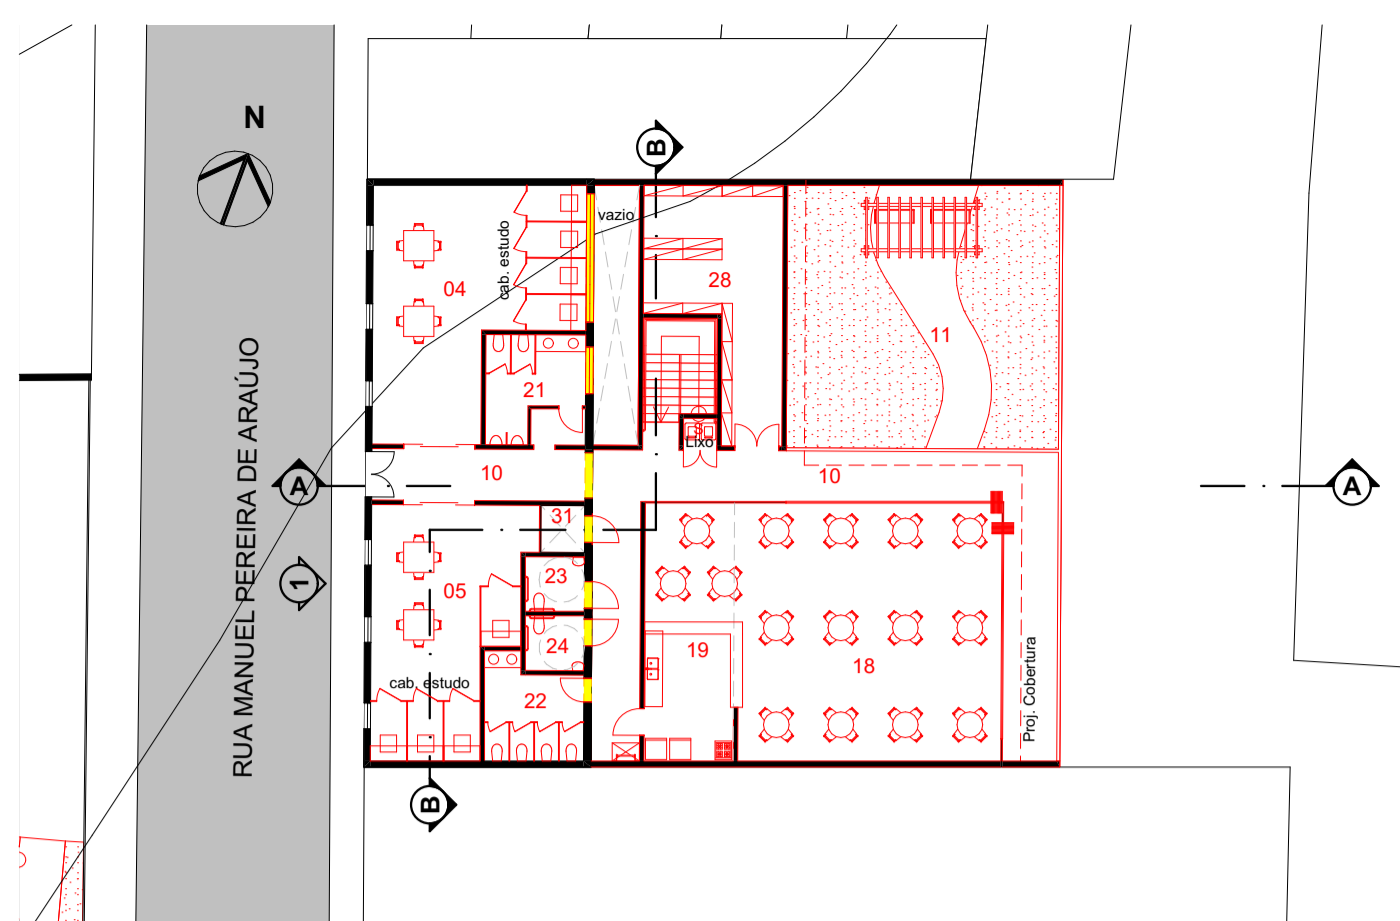 N
B
vazio
cab. estudo
04
28
11
21
S
Lixo
RUA MANUEL PEREIRA DE ARAÚJO
A
10
10
A
31
23
05
1
24
19
18
cab. estudo
22
Proj. Cobertura
B